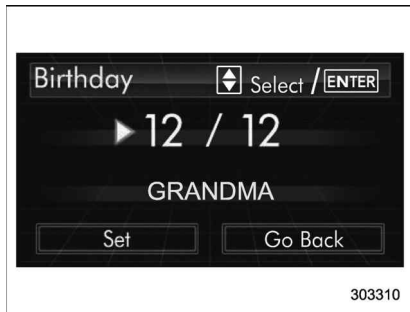 Birthday Select / ENTER
12 / 12
GRANDMA
Set Go Back
303310